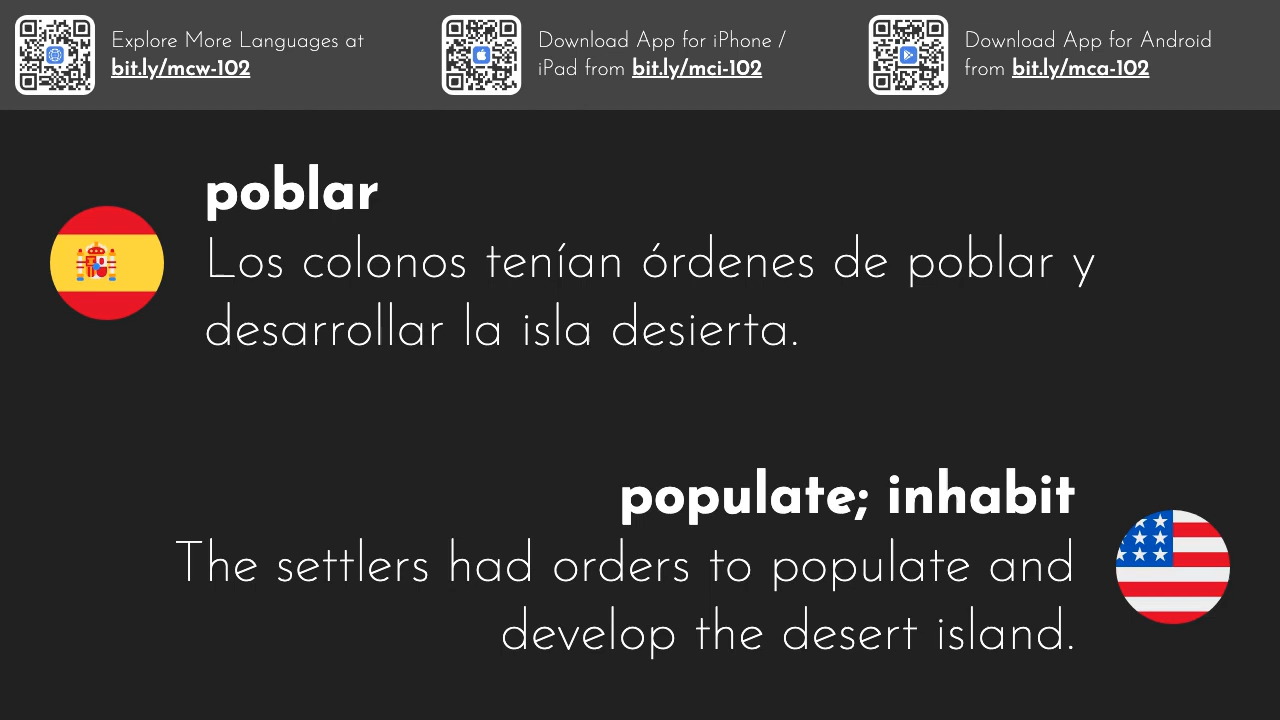 Explore More Languages at
bit.ly/mcw-102
Download App for iPhone /
iPad from bit.ly/mci-102
Download App for Android
from bit.ly/mca-102
poblar
Los colonos tenían órdenes de poblar y
desarrollar la isla desierta.
populate; inhabit
The settlers had orders to populate and
develop the desert island.